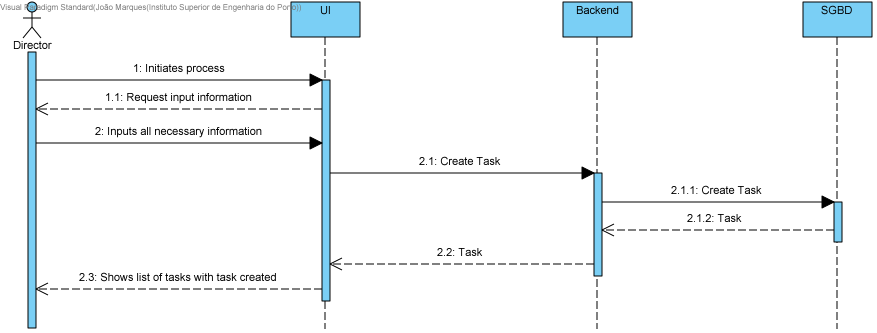 Visual Paradigm Standard(João Marques(Instituto Superior de Engenharia do Porto))
UI
Backend
SGBD
Director
1: Initiates process
1.1: Request input information
2: Inputs all necessary information
2.1: Create Task
2.1.1: Create Task
2.1.2: Task
2.2: Task
2.3: Shows list of tasks with task created